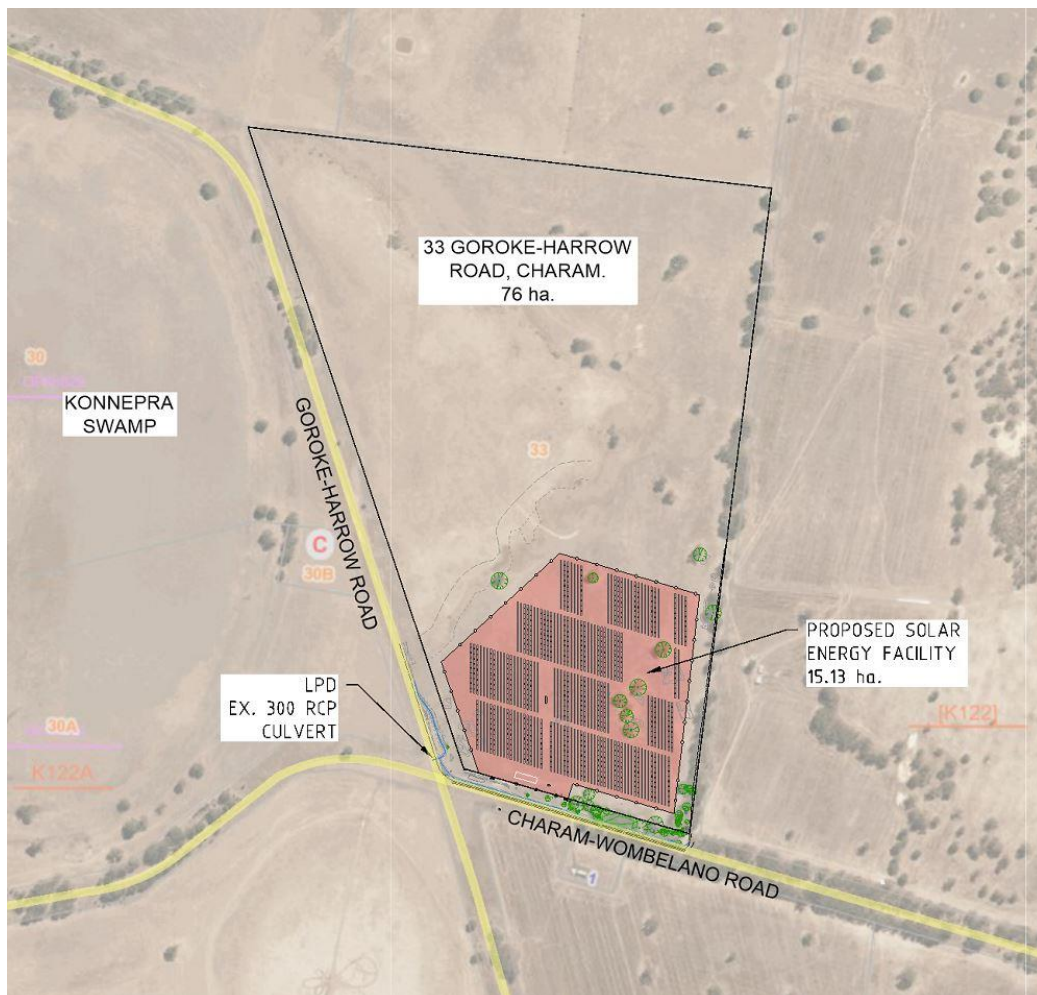 33 GOROKE-HARROW
ROAD, CHARAM.
76 ha.
30
KONNEPRA
SWAMP
GOROKE-HARROW ROAD
33
C
30B
PROPOSED SOLAR
ENERGY FACILITY
15.13 ha.
LPD
EX. 300 RCP
CULVERT
30A
[K122]
K122A
CHARAM-WOMBELANO ROAD
1